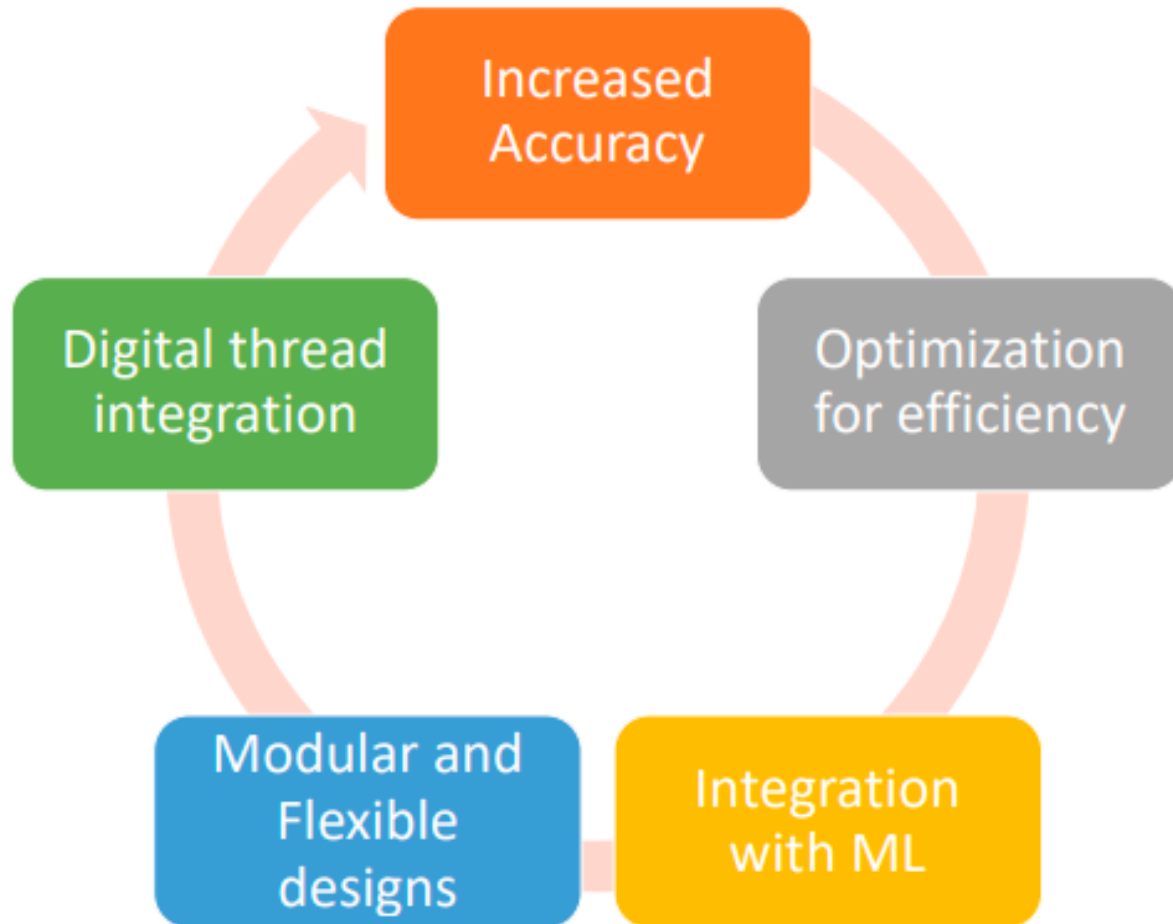 Increased
Accuracy
Optimization
for efficiency
Integration
with ML
Modular and
Flexible
designs
Digital thread
integration